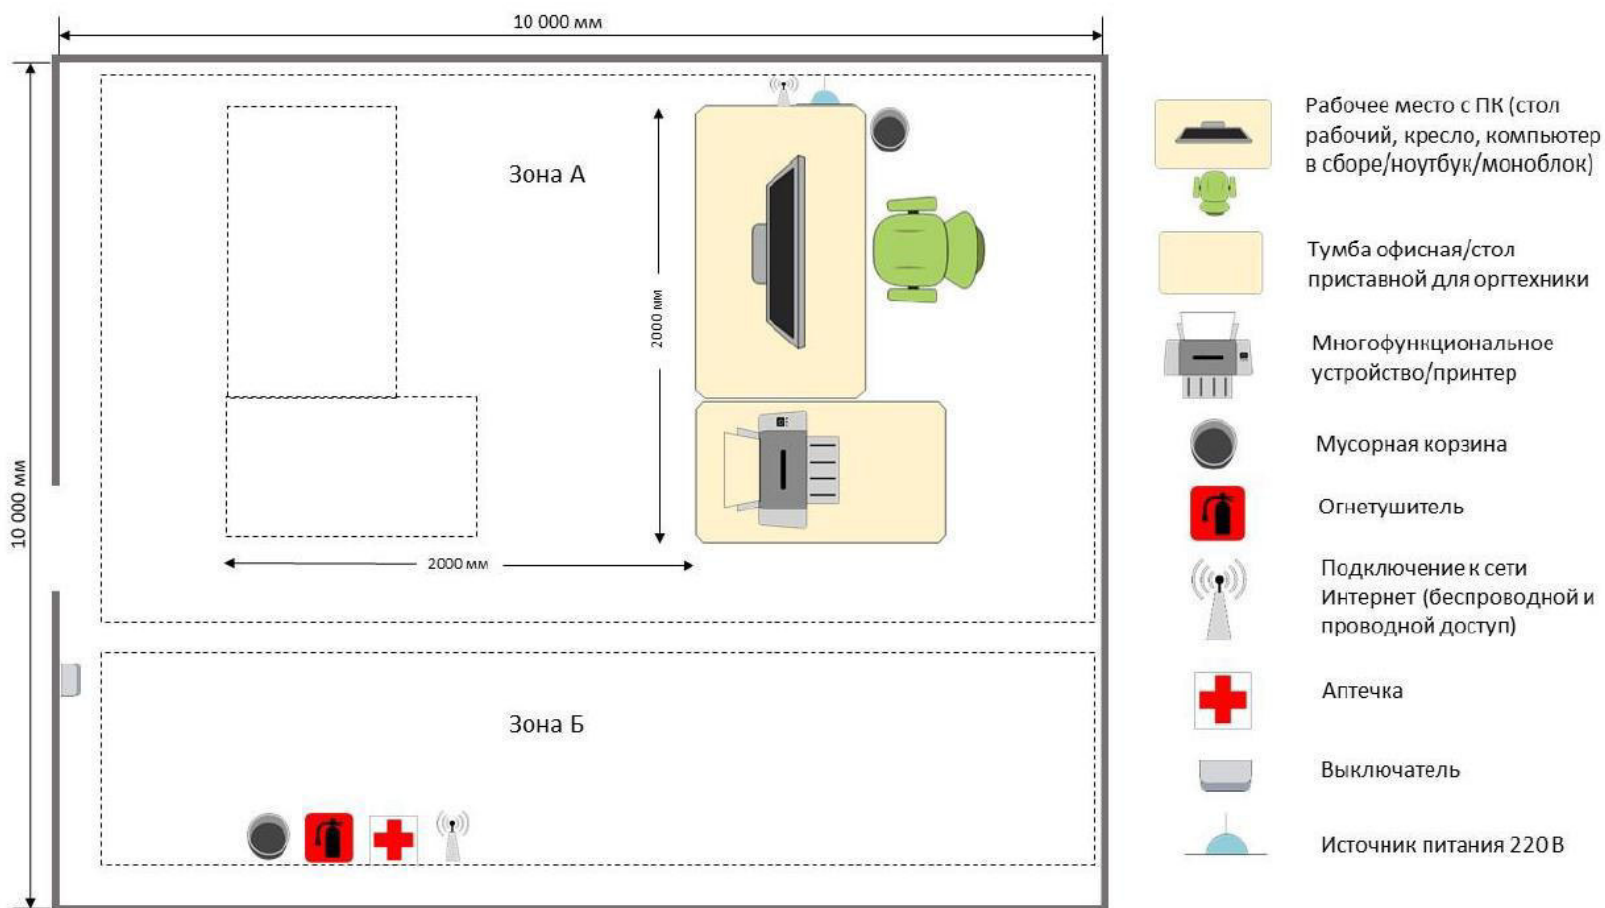 10 000 мм
Зона А
2000 мм
10 000 мм
2000 мм
Зона Б
Рабочее место с ПК (стол
рабочий, кресло, компьютер
в сборе/ноутбук/моноблок)
Тумба офисная/стол
приставной для оргтехники
Многофункциональное
устройство/принтер
Мусорная корзина
Огнетушитель
Подключение к сети
Интернет (беспроводной и
проводной доступ)
Аптечка
Выключатель
Источник питания 220 В